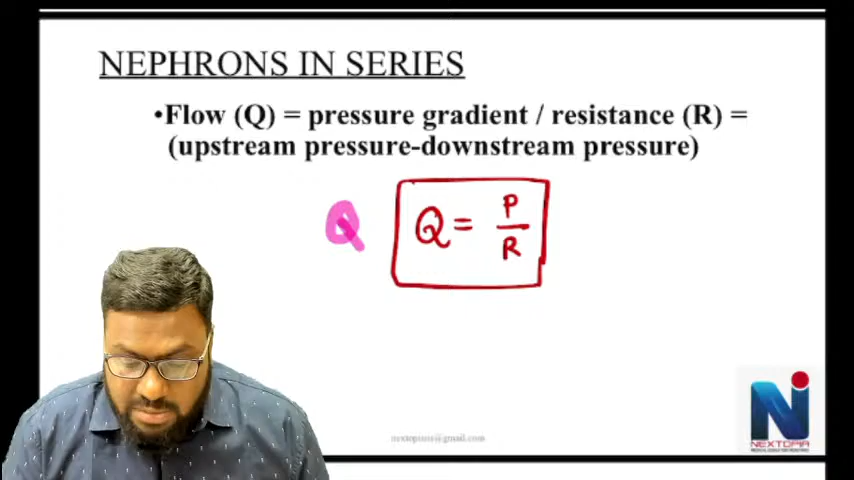 NEPHRONS IN SERIES
•Flow (Q) = pressure gradient / resistance (R) =
(upstream pressure-downstream pressure)
Q
Q = P/R
NEXTOPIA